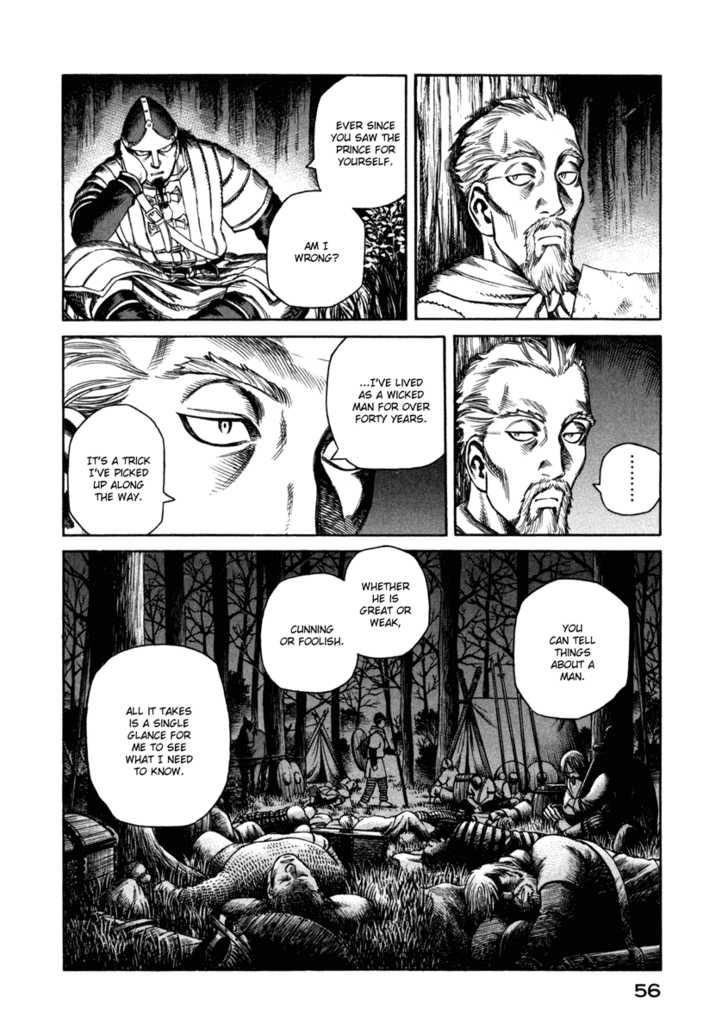 EVER SINCE
YOU SAW THE
PRINCE FOR
YOURSELF.
AM I
WRONG?
.......
...I'VE LIVED
AS A WICKED
MAN FOR OVER
FORTY YEARS.
IT'S A TRICK
I'VE PICKED
UP ALONG
THE WAY.
YOU
CAN TELL
THINGS
ABOUT A
MAN.
WHETHER
HE IS
GREAT OR
WEAK,
CUNNING
OR FOOLISH.
ALL IT TAKES
IS A SINGLE
GLANCE FOR
ME TO SEE
WHAT I NEED
TO KNOW.
56